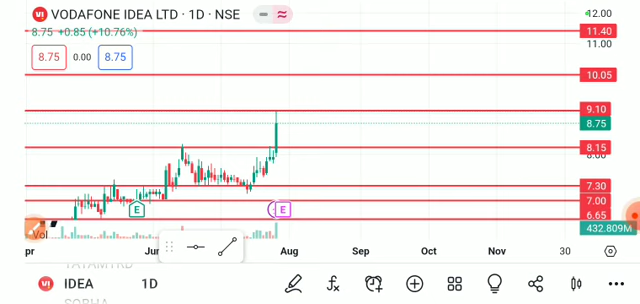 VODAFONE IDEA LTD · 1D · NSE
8.75 +0.85 (+10.76%)
8.75 0.00 8.75
12.00
11.40
11.00
10.05
9.10
8.75
8.15
8.00
7.30
7.00
6.65
432.809M
E
E
Vol
pr Jun Aug Sep Oct Nov 30
IDEA 1D